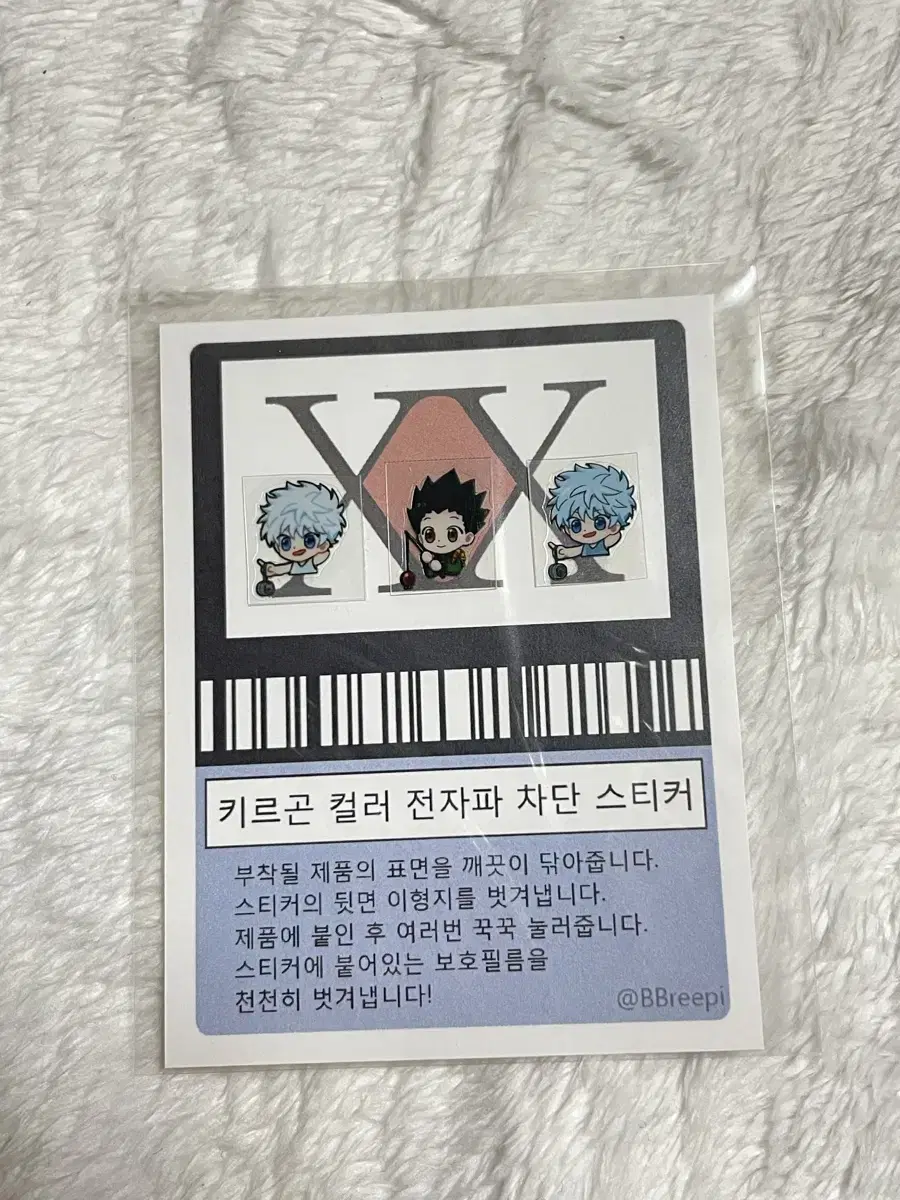 XX
키르곤 컬러 전자파 차단 스티커
부착될 제품의 표면을 깨끗이 닦아줍니다.
스티커의 뒷면 이형지를 벗겨냅니다.
제품에 붙인 후 여러번 꾹꾹 눌러줍니다.
스티커에 붙어있는 보호필름을
천천히 벗겨냅니다!
@BBreepi